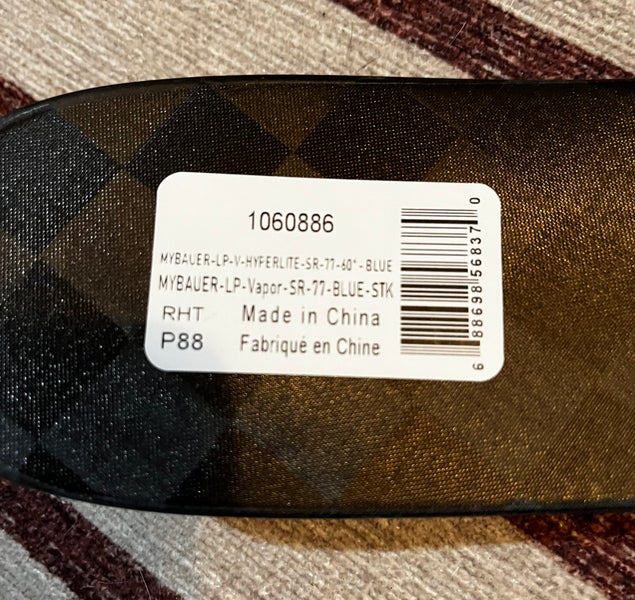 1060886
MYBAUER-LP-V-HYPERLITE-SR-77-60"-BLUE
MYBAUER-LP-Vapor-SR-77-BLUE-STK
RHT Made in China
P88 Fabriqué en Chine
6 88698 56837 0